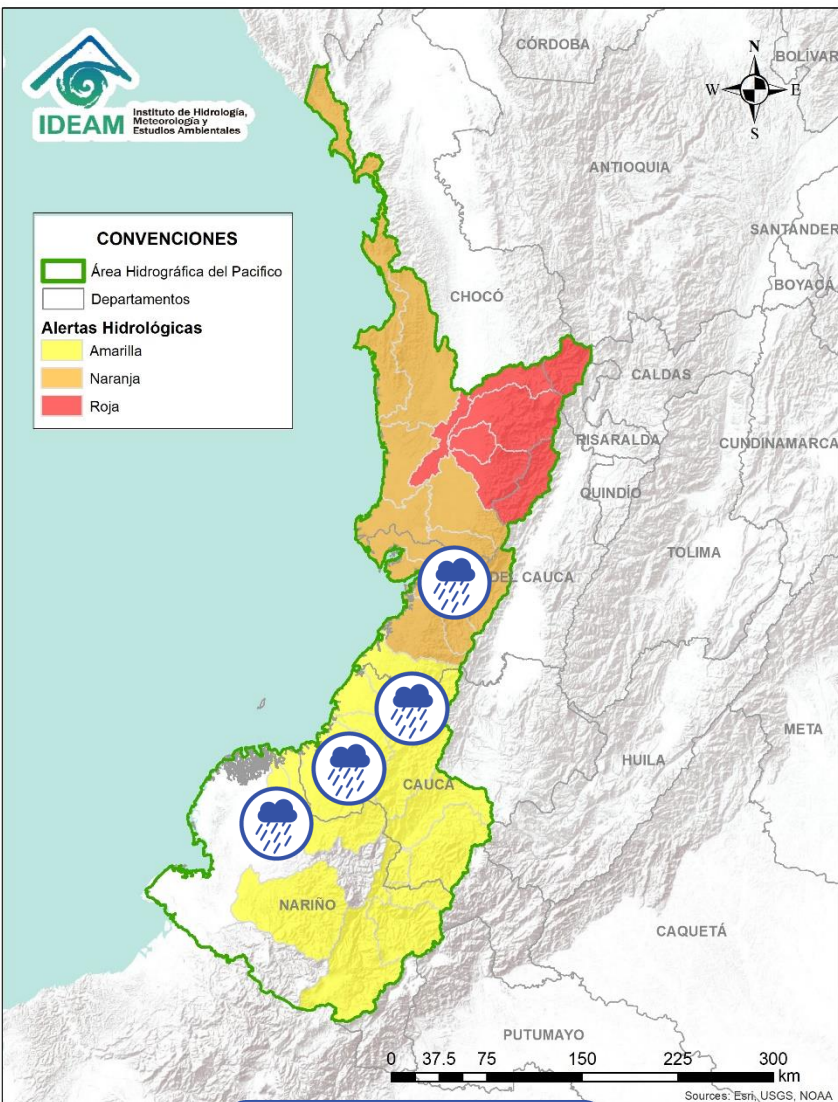 IDEAM
Instituto de Hidrología,
Meteorología y
Estudios Ambientales
N
W
E
S
CÓRDOBA
BOLÍVAR
ANTIOQUIA
SANTANDER
BOYACÁ
CHOCÓ
CALDAS
RISARALDA
CUNDINAMARCA
QUINDÍO
TOLIMA
DEL CAUCA
META
HUILA
CAUCA
NARIÑO
CAQUETÁ
PUTUMAYO
CONVENCIONES
Área Hidrográfica del Pacifico
Departamentos
Alertas Hidrológicas
Amarilla
Naranja
Roja
0 37.5 75 150 225 300
km
Sources: Esri, USGS, NOAA